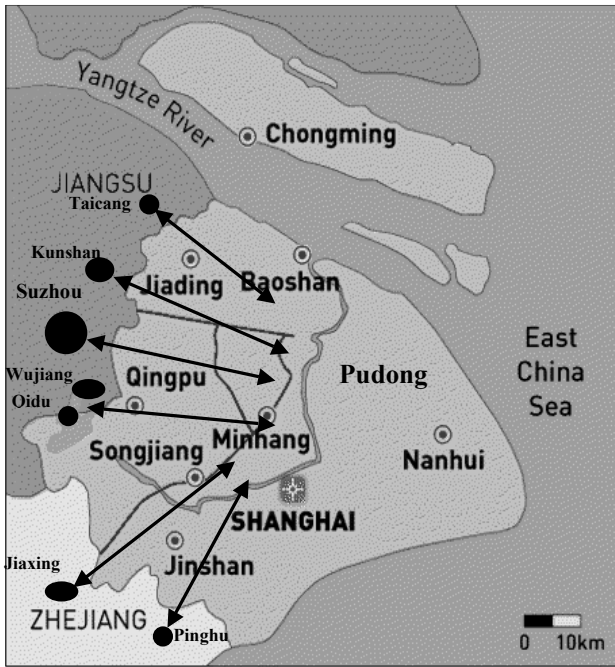 Yangtze River
Chongming
JIANGSU
Taicang
Kunshan
Jiading
Baoshan
Suzhou
East
China
Sea
Wujiang
Qingpu
Pudong
Oidu
Minhang
Songjiang
Nanhui
SHANGHAI
Jiaxing
Jinshan
ZHEJIANG
Pinghu
0 10km